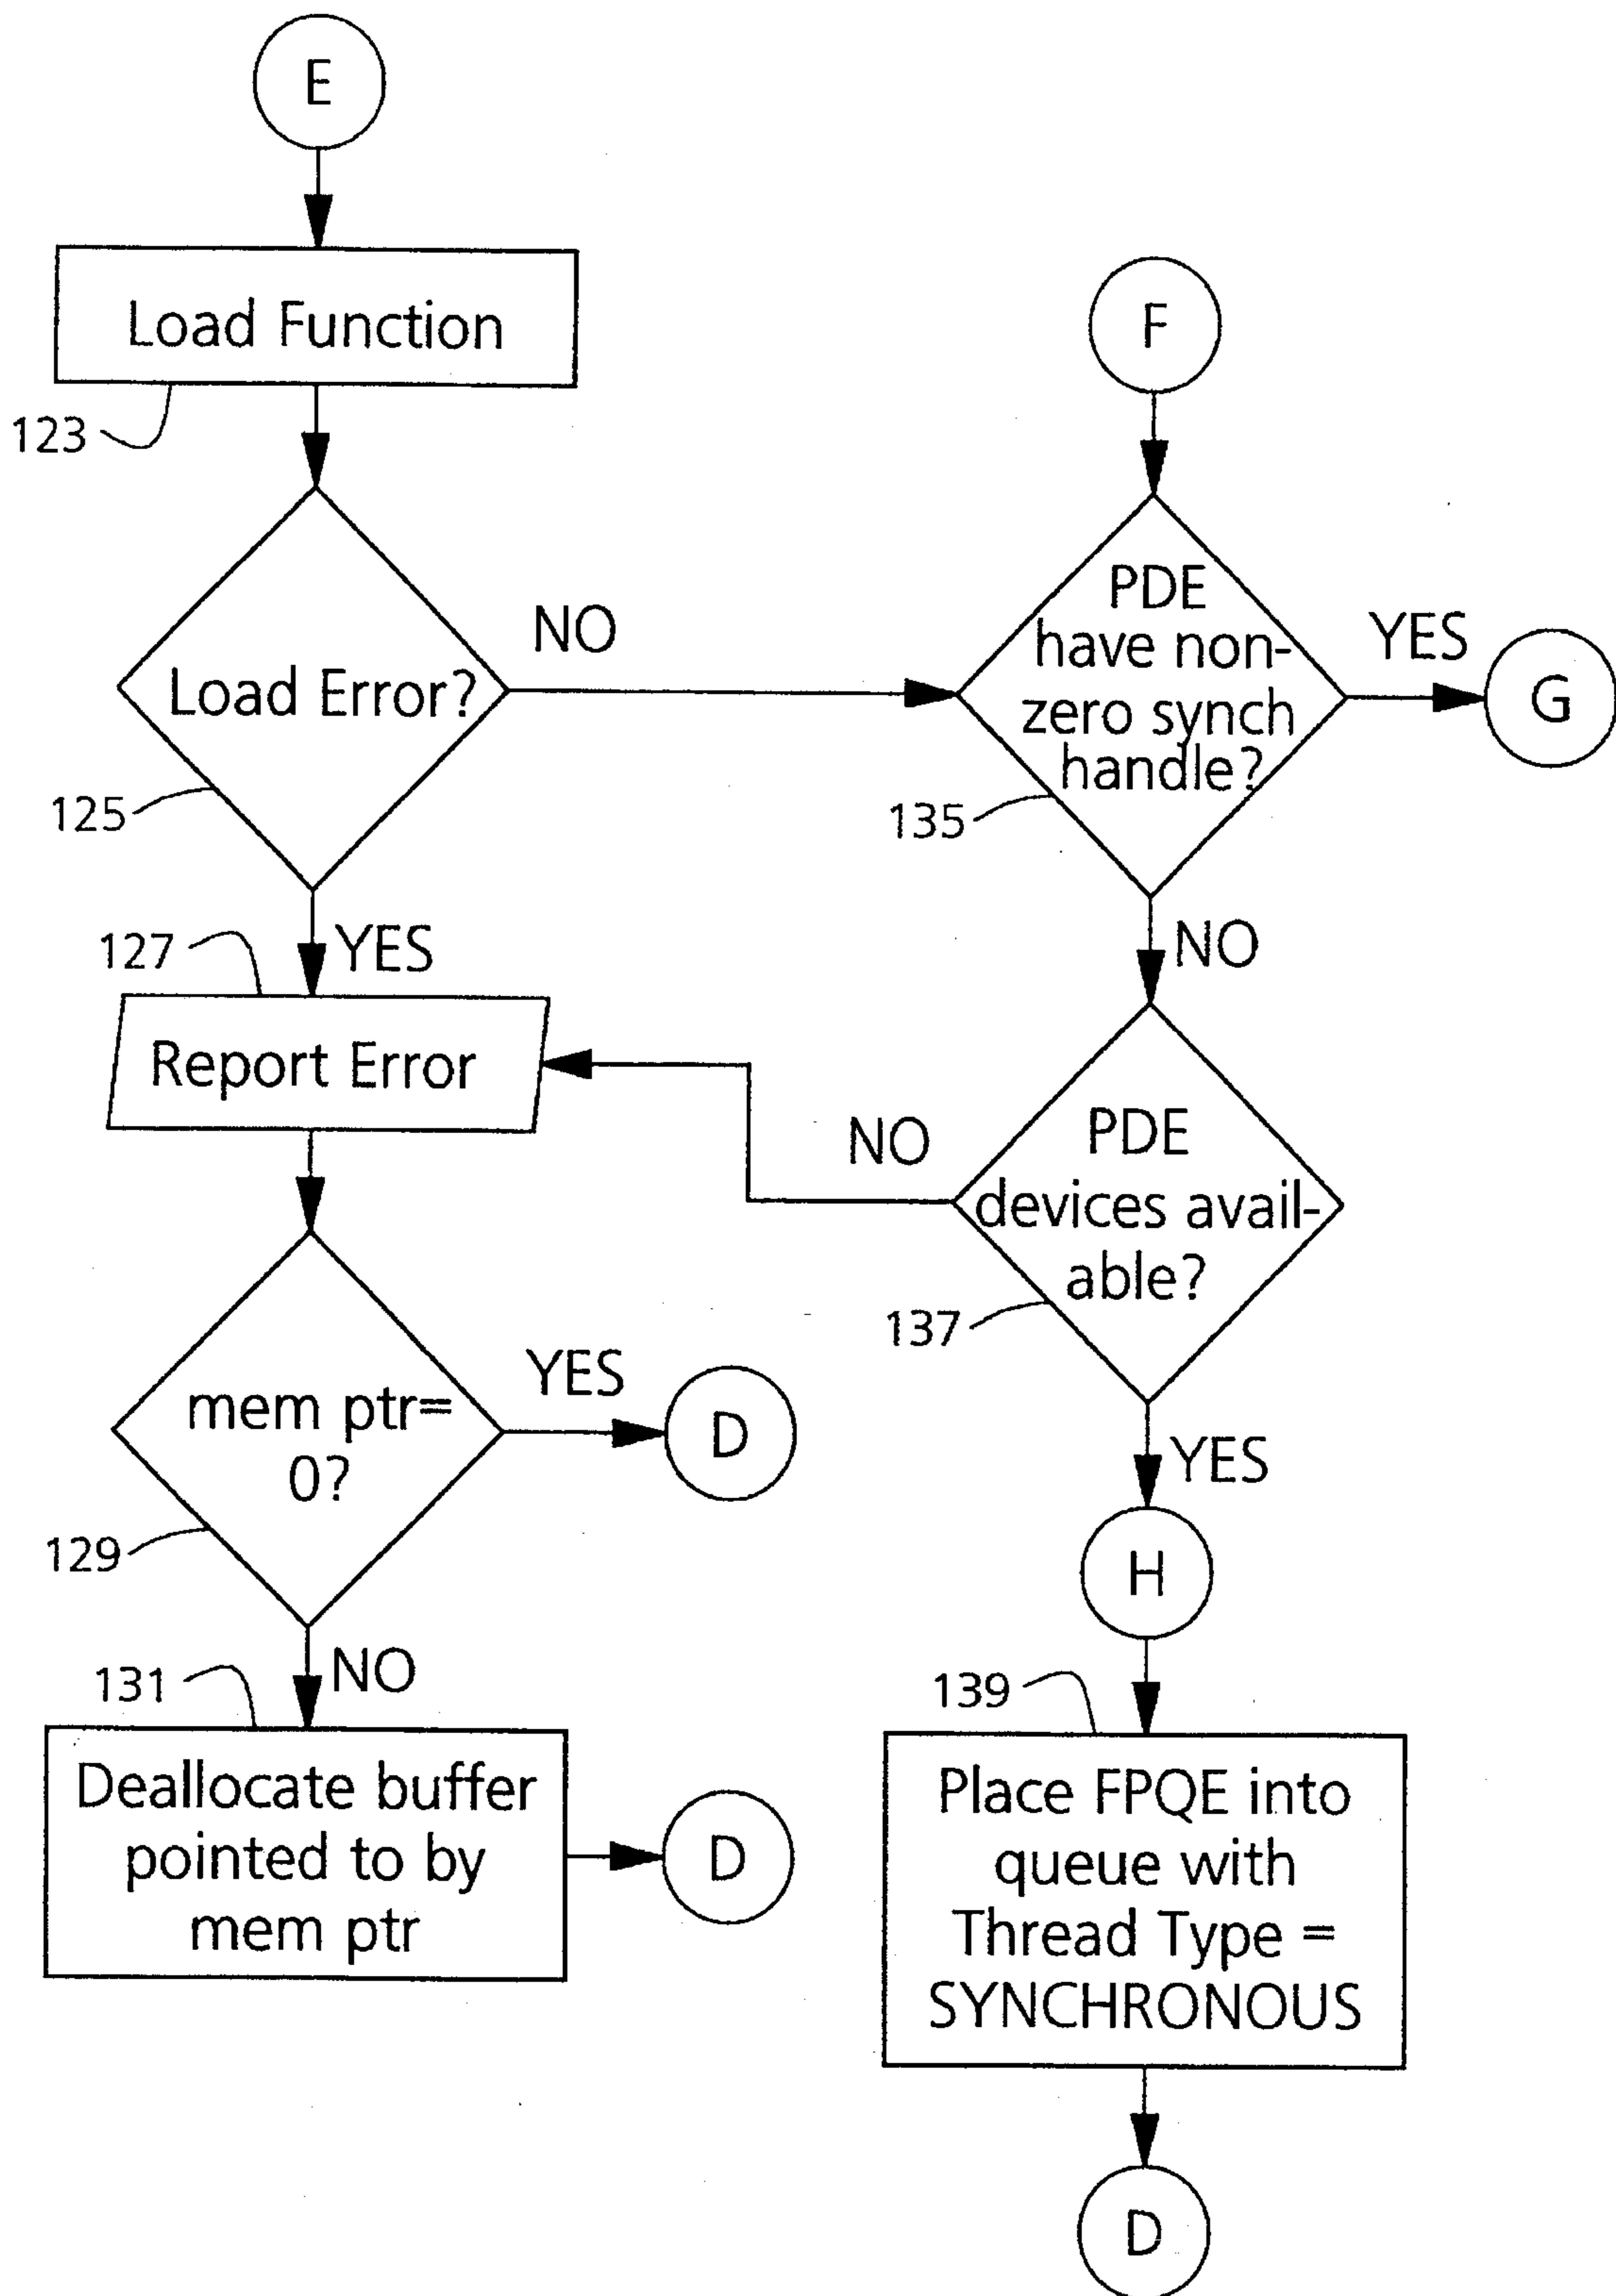 E
Load Function
123
F
Load Error?
NO
125
PDE
have non-
zero synch
handle?
YES
G
135
127
YES
Report Error
NO
PDE
devices avail-
able?
NO
137
mem ptr=
0?
YES
D
129
YES
H
131
NO
Deallocate buffer
pointed to by
mem ptr
D
139
Place FPQE into
queue with
Thread Type =
SYNCHRONOUS
D